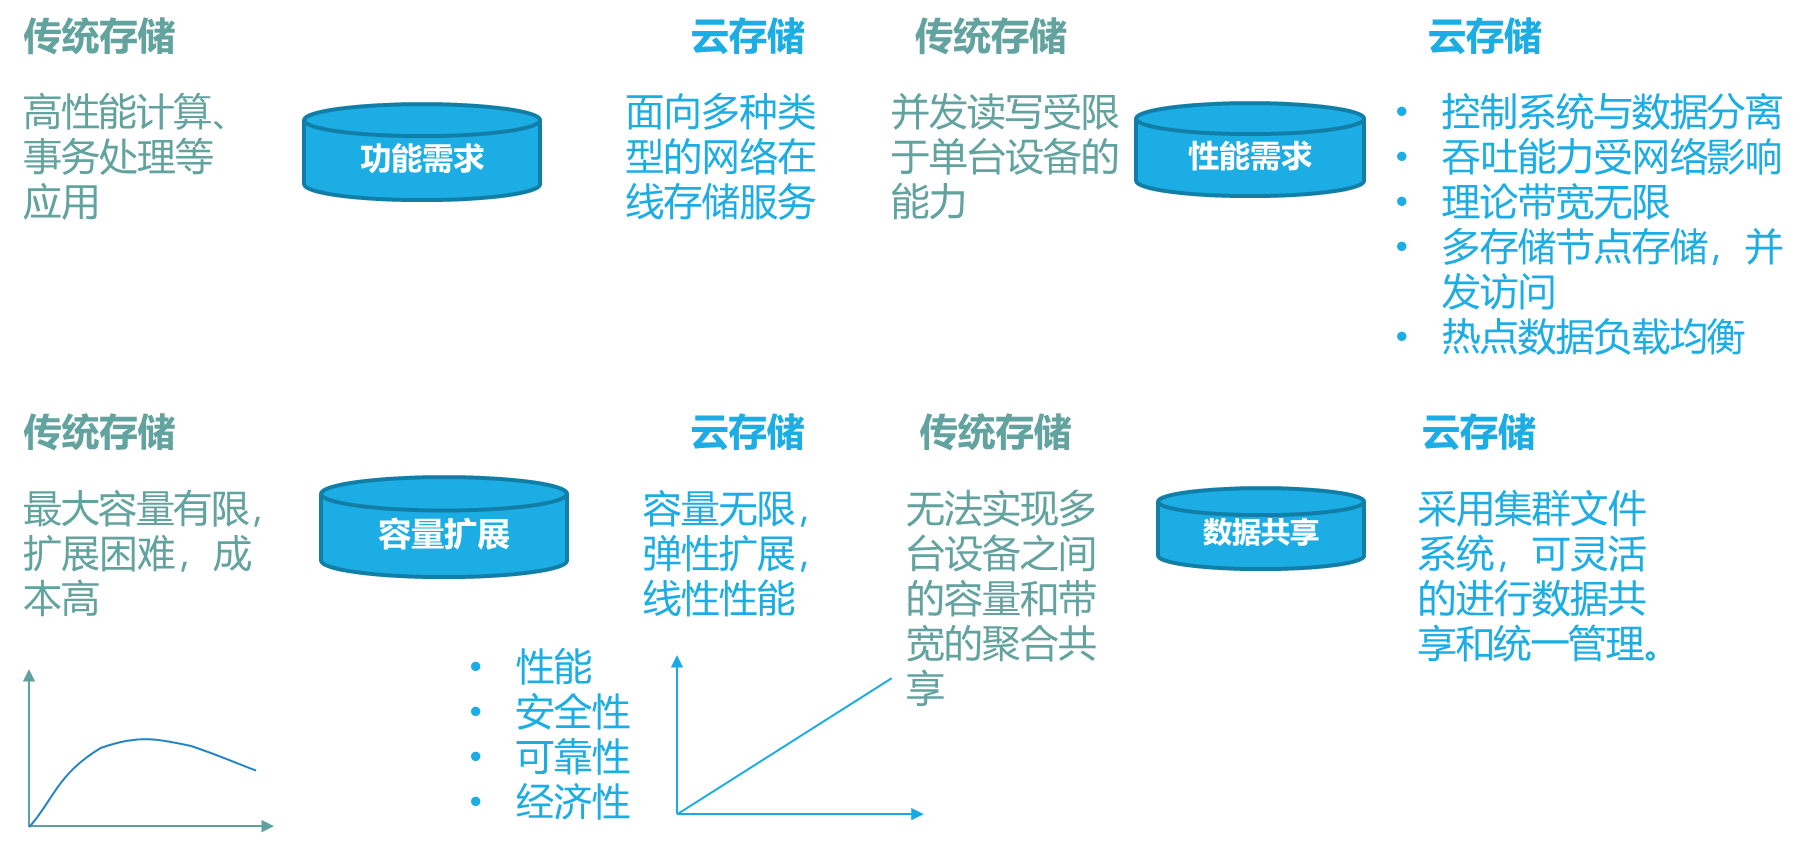 传统存储
高性能计算、
事务处理等
应用
功能需求
云存储
面向多种类
型的网络在
线存储服务
传统存储
并发读写受限
于单台设备的
能力
性能需求
云存储
• 控制系统与数据分离
• 吞吐能力受网络影响
• 理论带宽无限
• 多存储节点存储，并
发访问
• 热点数据负载均衡
传统存储
最大容量有限，
扩展困难，成
本高
容量扩展
云存储
容量无限，
弹性扩展，
线性性能
• 性能
• 安全性
• 可靠性
• 经济性
传统存储
无法实现多
台设备之间
的容量和带
宽的聚合共
享
数据共享
云存储
采用集群文件
系统，可灵活
的进行数据共
享和统一管理。